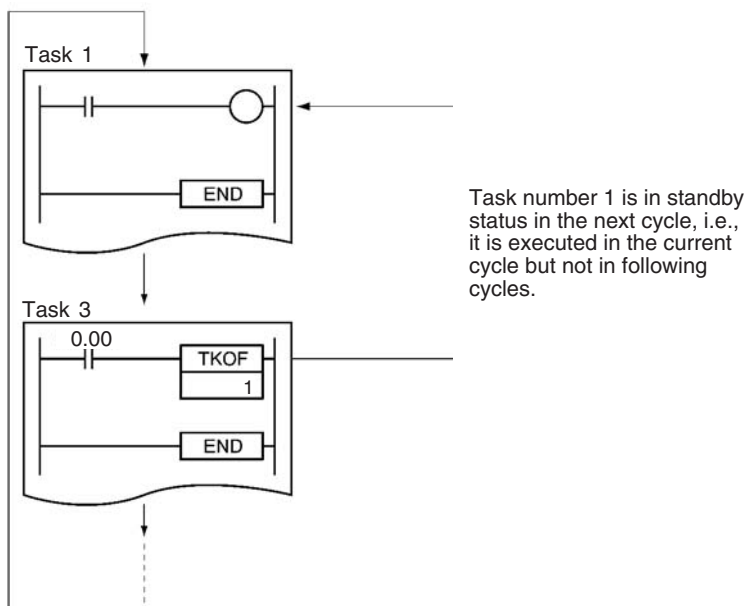 Task 1
END
Task number 1 is in standby
status in the next cycle, i.e.,
it is executed in the current
cycle but not in following
cycles.
Task 3
0.00
TKOF
1
END